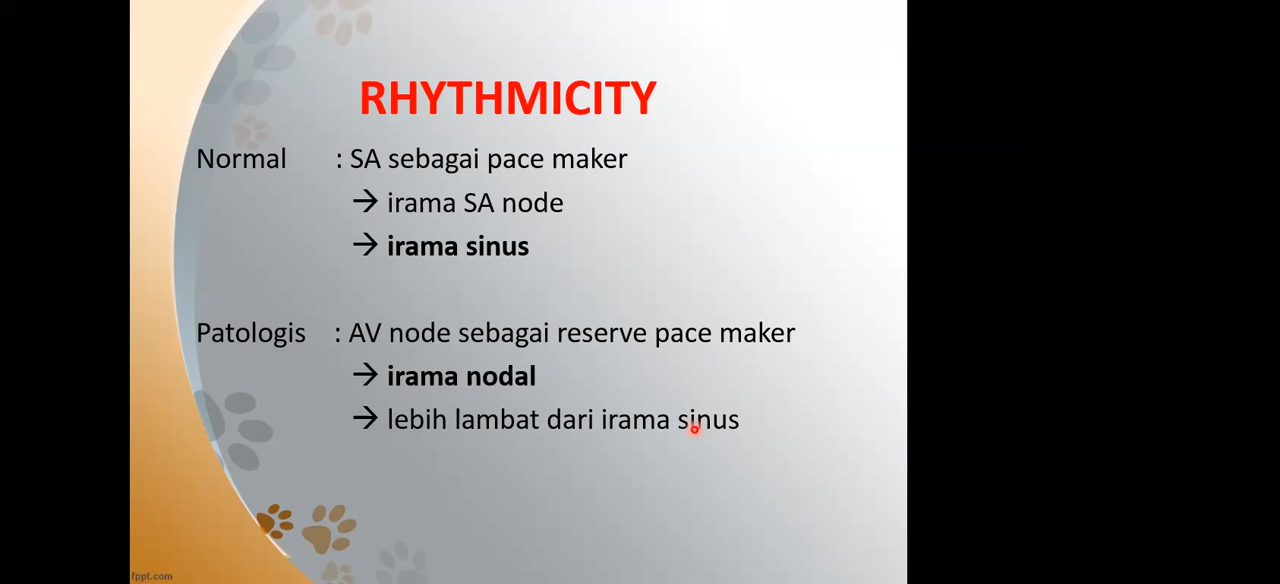 RHYTHMICITY
Normal : SA sebagai pace maker
→ irama SA node
→ irama sinus
Patologis : AV node sebagai reserve pace maker
→ irama nodal
→ lebih lambat dari irama sinus
fppt.com